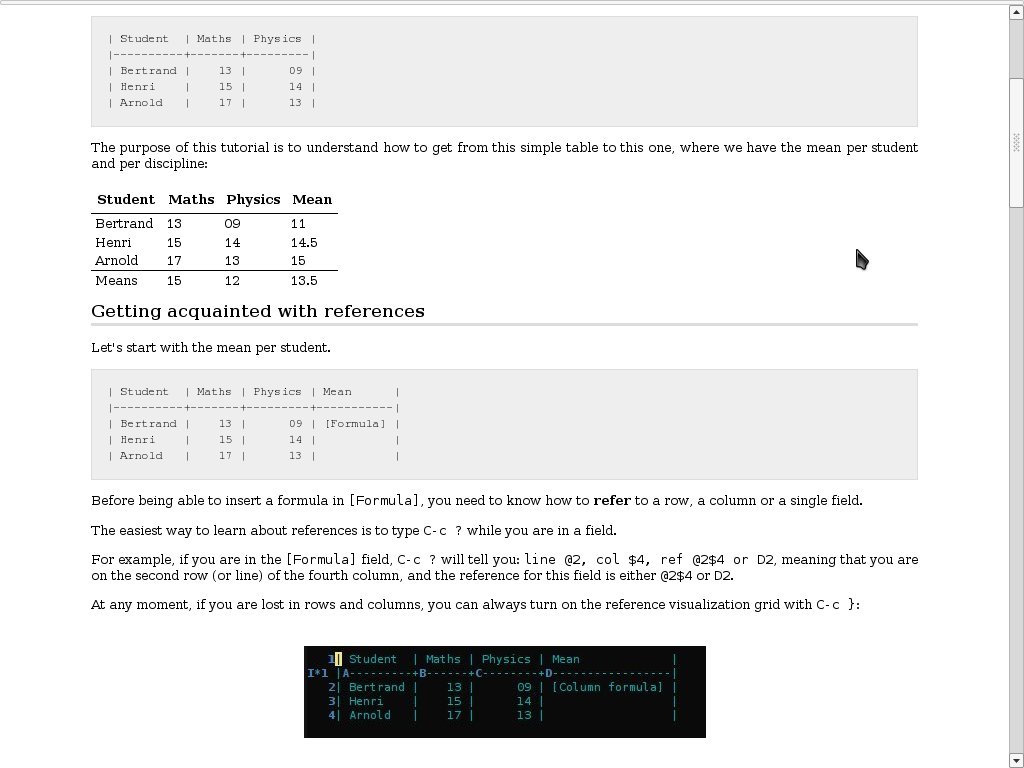 | Student  | Maths | Physics |
|----------+-------+---------|
| Bertrand |    13 |      09 |
| Henri    |    15 |      14 |
| Arnold   |    17 |      13 |
The purpose of this tutorial is to understand how to get from this simple table to this one, where we have the mean per student
and per discipline:
Student Maths Physics Mean
Bertrand 13 09 11
Henri 15 14 14.5
Arnold 17 13 15
Means 15 12 13.5
Getting acquainted with references
Let's start with the mean per student.
| Student  | Maths | Physics | Mean      |
|----------+-------+---------+-----------|
| Bertrand |    13 |      09 | [Formula] |
| Henri    |    15 |      14 |           |
| Arnold   |    17 |      13 |           |
Before being able to insert a formula in [Formula], you need to know how to refer to a row, a column or a single field.
The easiest way to learn about references is to type C-c ? while you are in a field.
For example, if you are in the [Formula] field, C-c ? will tell you: line @2, col $4, ref @2$4 or D2, meaning that you are
on the second row (or line) of the fourth column, and the reference for this field is either @2$4 or D2.
At any moment, if you are lost in rows and columns, you can always turn on the reference visualization grid with C-c }:
   1| Student  | Maths | Physics | Mean             |
I*1 |A---------+B------+C--------+D-----------------|
   2| Bertrand |    13 |      09 | [Column formula] |
   3| Henri    |    15 |      14 |                  |
   4| Arnold   |    17 |      13 |                  |